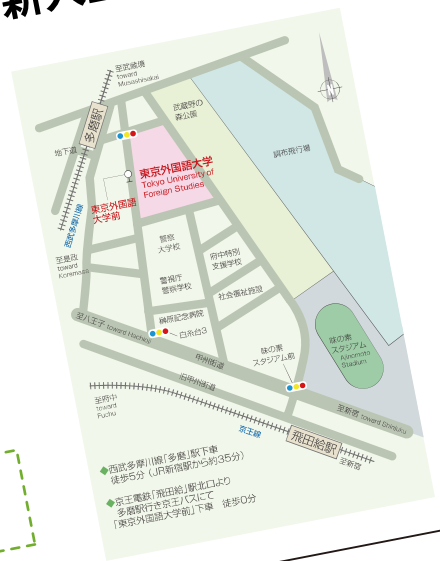 至武蔵境
toward
Musashisakai
多磨駅
地下道
武蔵野の
森公園
調布飛行場
東京外国語大学
Tokyo University of
Foreign Studies
東京外国語
大学前
西武多摩川線
至是政
toward
Koremasa
警察
大学校
府中特別
支援学校
警視庁
警察学校
社会福祉施設
榊原記念病院
白糸台3
至八王子 toward Hachioji
甲州街道
旧甲州街道
味の素
スタジアム前
味の素
スタジアム
Ajinomoto
Stadium
至府中
toward
Fuchu
京王線
飛田給駅
至新宿 toward Shinjuku
至新宿
◆西武多摩川線「多磨」駅下車
徒歩5分（JR新宿駅から約35分）
◆京王電鉄「飛田給」駅北口より
多磨駅行き京王バスにて
「東京外国語大学前」下車 徒歩0分